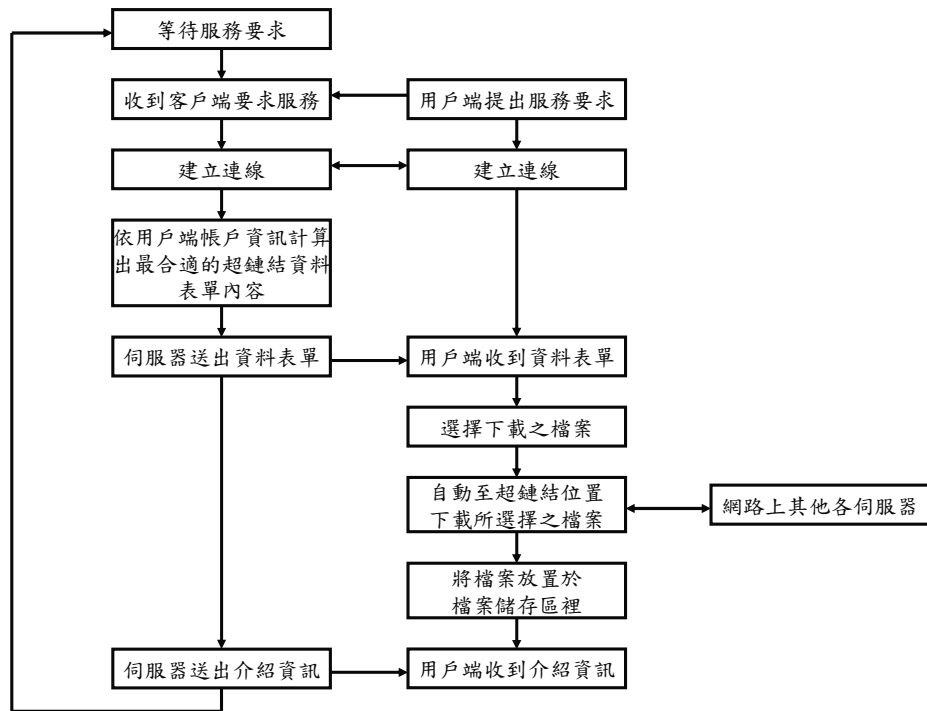 等待服務要求
收到客戶端要求服務
用戶端提出服務要求
建立連線
建立連線
依用戶端帳戶資訊計算
出最合適的超鏈結資料
表單內容
伺服器送出資料表單
用戶端收到資料表單
選擇下載之檔案
自動至超鏈結位置
下載所選擇之檔案
網路上其他各伺服器
將檔案放置於
檔案儲存區裡
伺服器送出介紹資訊
用戶端收到介紹資訊